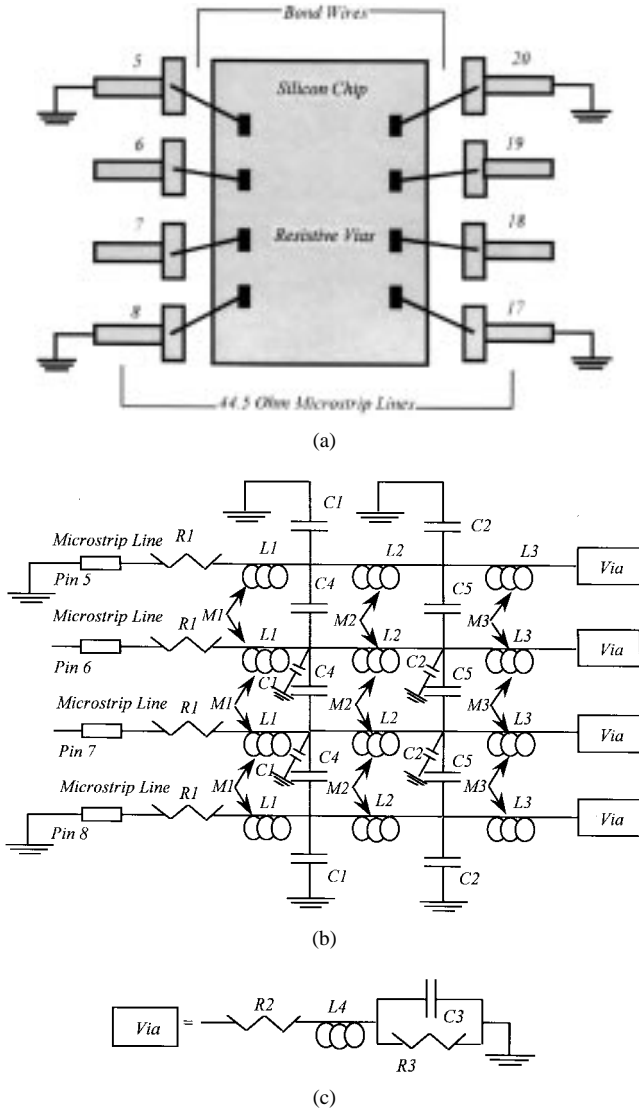 Bond Wires
5
20
Silicon Chip
6
19
7
Resistive Vias
18
8
17
44.5 Ohm Microstrip Lines
(a)
C1
C2
Microstrip Line R1 L1 L2 L3
Via
Pin 5
C4 C5
Microstrip Line M1 M2 M3
R1 L1 L2 L3
Via
Pin 6
C1 C4 C2 C5
Microstrip Line M1 M2 M3
R1 L1 L2 L3
Via
Pin 7
C1 C4 C2 C5
Microstrip Line M1 M2 M3
R1 L1 L2 L3
Via
Pin 8
C1 C2
(b)
Via = R2 L4 C3
R3
(c)